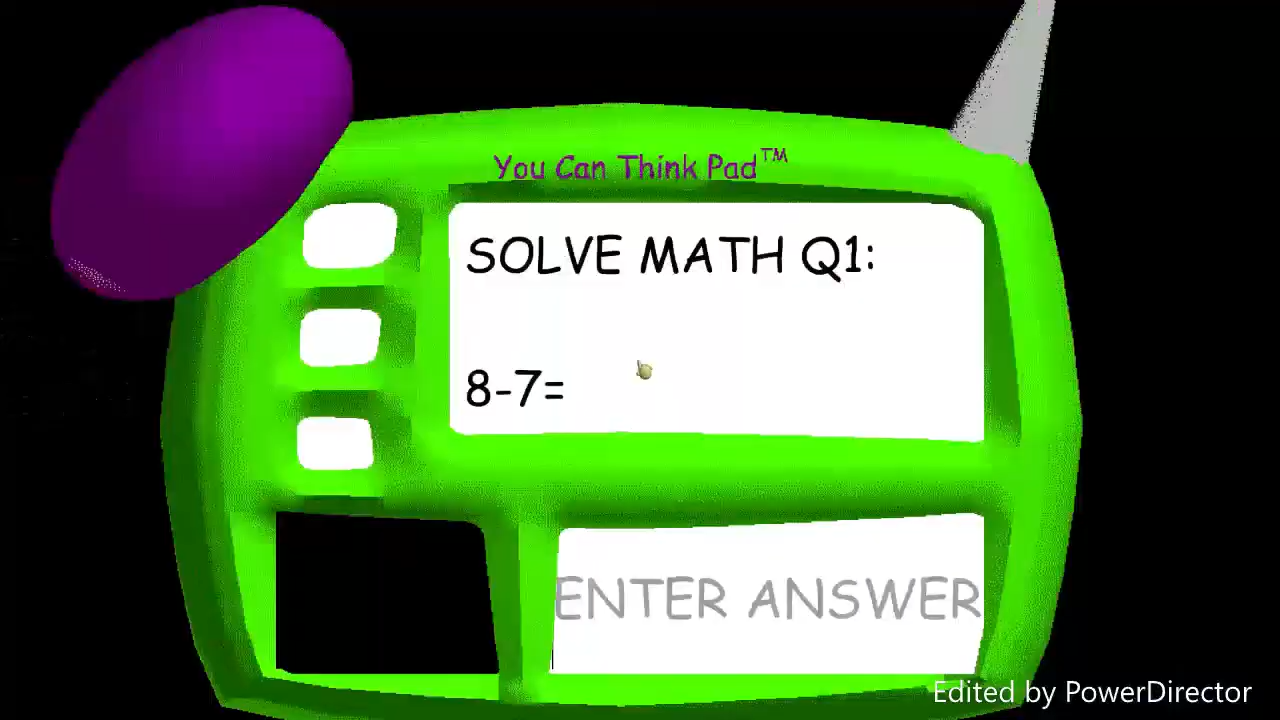 You Can Think Pad™
SOLVE MATH Q1:
8-7=
ENTER ANSWER
Edited by PowerDirector